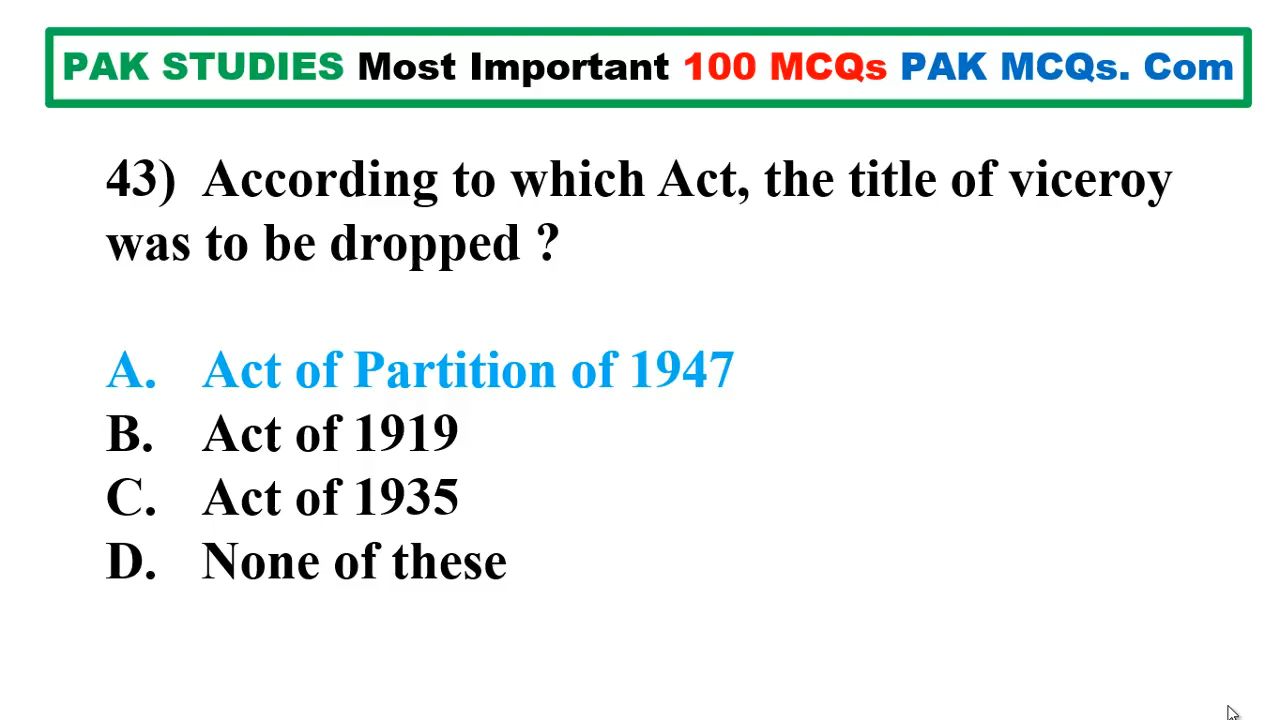 PAK STUDIES Most Important 100 MCQs PAK MCQs. Com
43) According to which Act, the title of viceroy
was to be dropped ?
A. Act of Partition of 1947
B. Act of 1919
C. Act of 1935
D. None of these